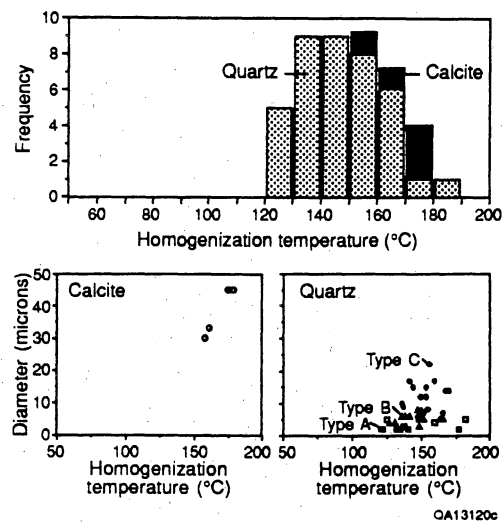 10
8
6
4
2
0
Frequency
Quartz
Calcite
60 80 100 120 140 160 180 200
Homogenization temperature (°C)
50
40
30
20
10
0
Diameter (microns)
Calcite
50 100 150 200
Homogenization
temperature (°C)
Quartz
Type C
Type B
Type A
50 100 150 200
Homogenization
temperature (°C)
QA13120c